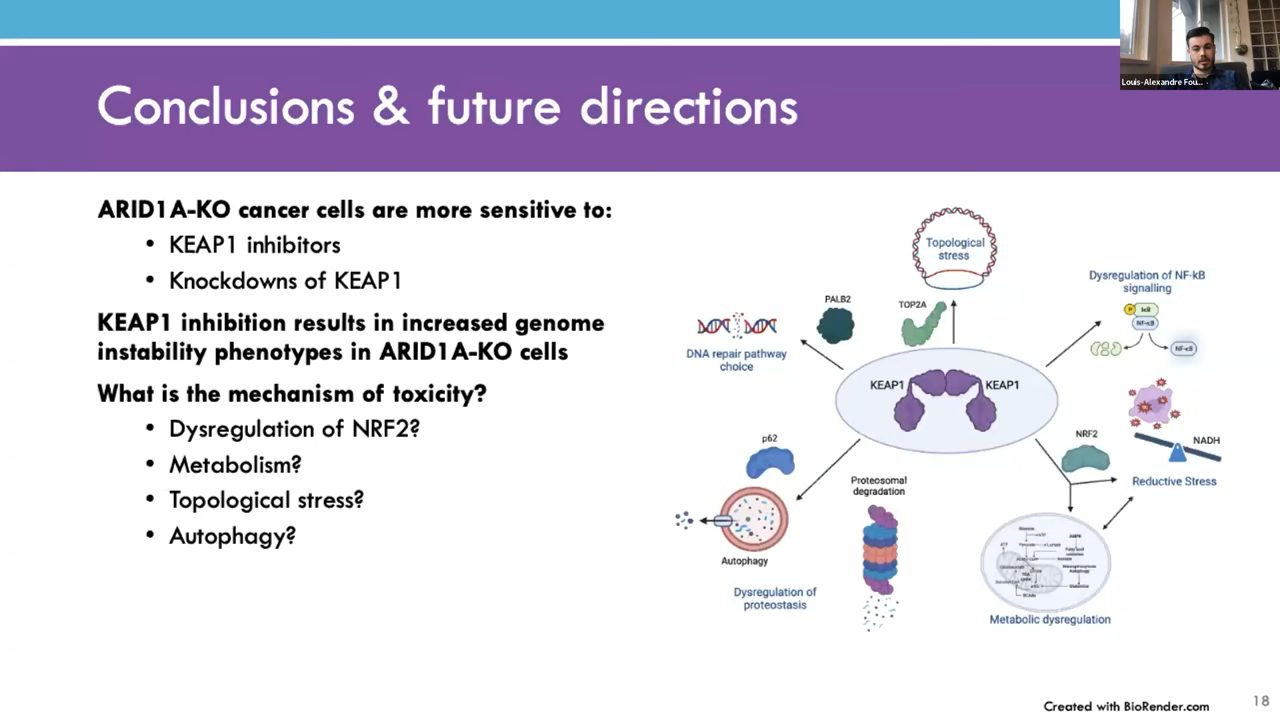 Louis-Alexandre Fou...
Conclusions & future directions
ARID1A-KO cancer cells are more sensitive to:
• KEAP1 inhibitors
• Knockdowns of KEAP1
KEAP1 inhibition results in increased genome
instability phenotypes in ARID1A-KO cells
What is the mechanism of toxicity?
• Dysregulation of NRF2?
• Metabolism?
• Topological stress?
• Autophagy?
Topological
stress
PALB2
TOP2A
DNA repair pathway
choice
Dysregulation of NF-kB
signalling
P
IκB
NF-κB
NF-κB
KEAP1
KEAP1
p62
Autophagy
Dysregulation of
proteostasis
Proteosomal
degradation
NRF2
NADH
Reductive Stress
Metabolic dysregulation
Created with BioRender.com
18